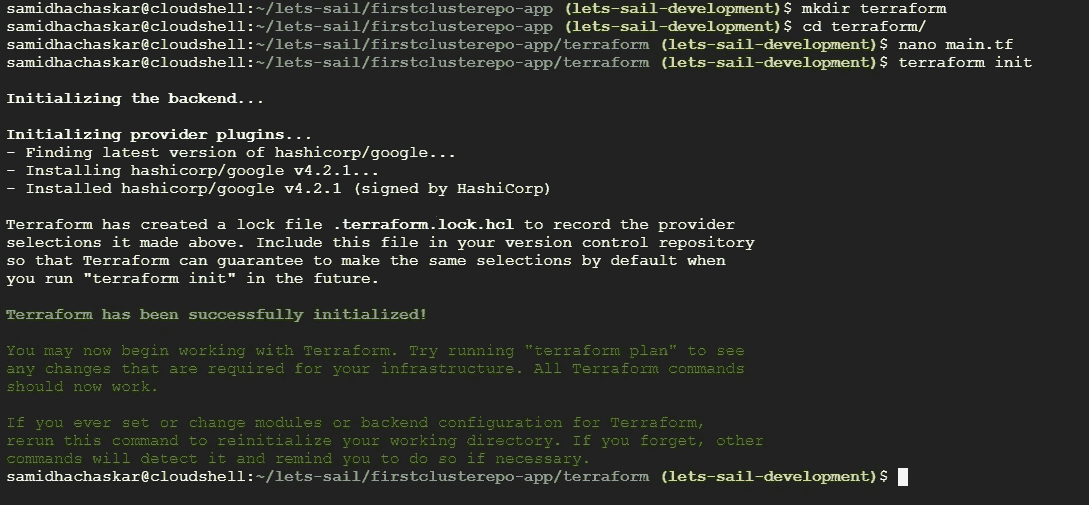 samidhachaskar@cloudshell:~/lets-sail/firstclusterepo-app (lets-sail-development)$ mkdir terraform
samidhachaskar@cloudshell:~/lets-sail/firstclusterepo-app (lets-sail-development)$ cd terraform/
samidhachaskar@cloudshell:~/lets-sail/firstclusterepo-app/terraform (lets-sail-development)$ nano main.tf
samidhachaskar@cloudshell:~/lets-sail/firstclusterepo-app/terraform (lets-sail-development)$ terraform init
Initializing the backend...
Initializing provider plugins...
- Finding latest version of hashicorp/google...
- Installing hashicorp/google v4.2.1...
- Installed hashicorp/google v4.2.1 (signed by HashiCorp)
Terraform has created a lock file .terraform.lock.hcl to record the provider
selections it made above. Include this file in your version control repository
so that Terraform can guarantee to make the same selections by default when
you run "terraform init" in the future.
Terraform has been successfully initialized!
You may now begin working with Terraform. Try running "terraform plan" to see
any changes that are required for your infrastructure. All Terraform commands
should now work.
If you ever set or change modules or backend configuration for Terraform,
rerun this command to reinitialize your working directory. If you forget, other
commands will detect it and remind you to do so if necessary.
samidhachaskar@cloudshell:~/lets-sail/firstclusterepo-app/terraform (lets-sail-development)$